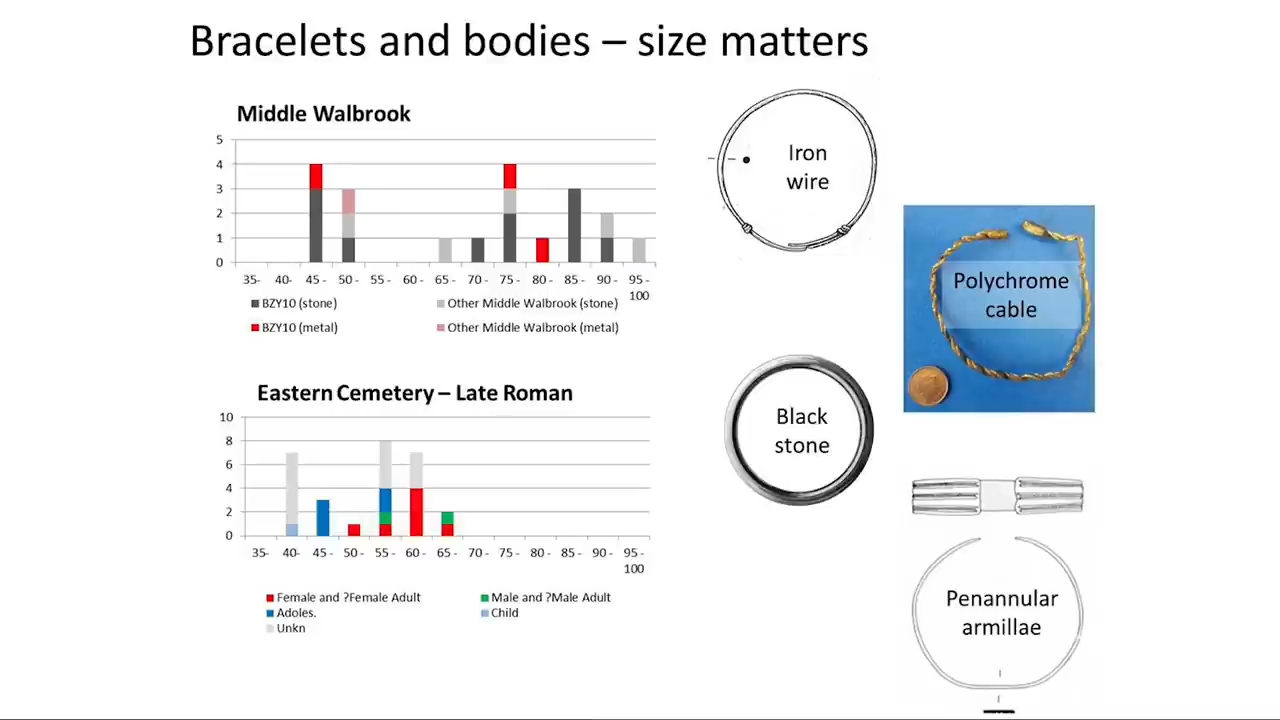 Bracelets and bodies – size matters
Middle Walbrook
5
4
3
2
1
0
35- 40- 45 - 50 - 55 - 60 - 65 - 70 - 75 - 80 - 85 - 90 - 95 -
100
BZY10 (stone) Other Middle Walbrook (stone)
BZY10 (metal) Other Middle Walbrook (metal)
Eastern Cemetery – Late Roman
10
8
6
4
2
0
35- 40- 45 - 50 - 55 - 60 - 65 - 70 - 75 - 80 - 85 - 90 - 95 -
100
Female and ?Female Adult Male and ?Male Adult
Adoles. Child
Unkn
Iron
wire
Polychrome
cable
Black
stone
Penannular
armillae